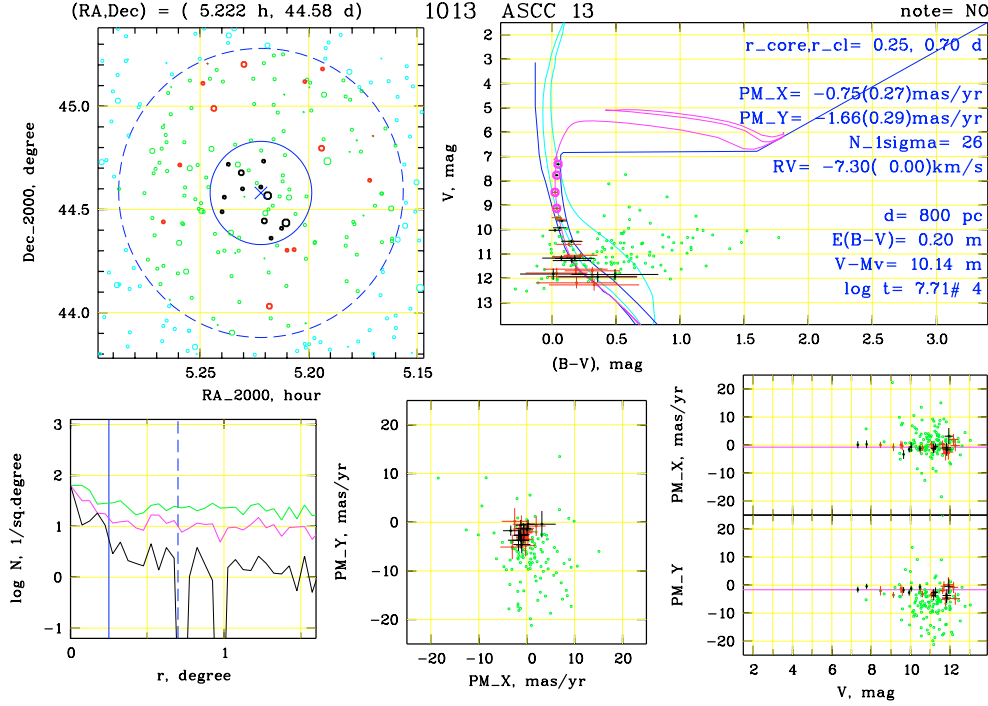 (RA,Dec) = ( 5.222 h, 44.58 d)
1013
ASCC 13
note= NO
45.0
44.5
44.0
Dec_2000, degree
5.25
5.20
5.15
RA_2000, hour
2
3
4
5
6
7
8
9
10
11
12
13
V, mag
0.0
0.5
1.0
1.5
2.0
2.5
3.0
(B-V), mag
r_core,r_cl= 0.25, 0.70 d
PM_X= -0.75(0.27)mas/yr
PM_Y= -1.66(0.29)mas/yr
N_1sigma= 26
RV= -7.30( 0.00)km/s
d= 800 pc
E(B-V)= 0.20 m
V-Mv= 10.14 m
log t= 7.71# 4
3
2
1
0
-1
log N, 1/sq.degree
0
1
r, degree
20
10
0
-10
-20
PM_Y, mas/yr
-20
-10
0
10
20
PM_X, mas/yr
20
10
0
-10
-20
PM_X, mas/yr
20
10
0
-10
-20
PM_Y
2
4
6
8
10
12
V, mag